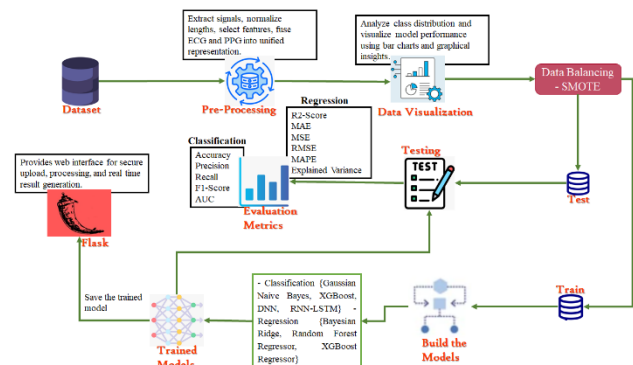 Extract signals, normalize
lengths, select features, fuse
ECG and PPG into unified
representation.
Analyze class distribution and
visualize model performance
using bar charts and graphical
insights.
Dataset
Pre-Processing
Data Visualization
Data Balancing
- SMOTE
Regression
R2-Score
MAE
MSE
RMSE
MAPE
Explained Variance
Classification
Accuracy
Precision
Recall
F1-Score
AUC
Evaluation
Metrics
Testing
TEST
Test
Provides web interface for secure
upload, processing, and real time
result generation.
Flask
Save the trained
model
Trained
Models
- Classification {Gaussian
Naive Bayes, XGBoost,
DNN, RNN-LSTM} -
Regression {Bayesian
Ridge, Random Forest
Regressor, XGBoost
Regressor}
Build the
Models
Train